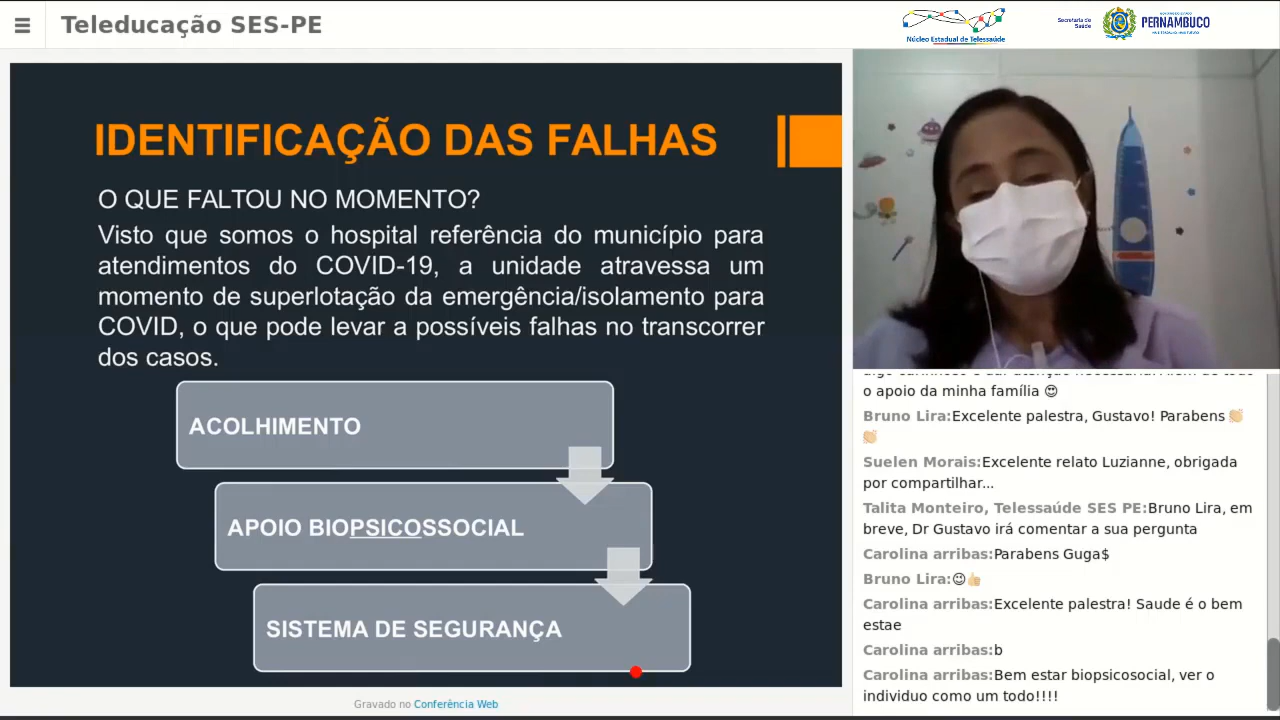 Teleducação SES-PE
Núcleo Estadual de Telessaúde
Secretaria de
Saúde
PERNAMBUCO
IDENTIFICAÇÃO DAS FALHAS
O QUE FALTOU NO MOMENTO?
Visto que somos o hospital referência do município para
atendimentos do COVID-19, a unidade atravessa um
momento de superlotação da emergência/isolamento para
COVID, o que pode levar a possíveis falhas no transcorrer
dos casos.
ACOLHIMENTO
APOIO BIOPSICOSSOCIAL
SISTEMA DE SEGURANÇA
Gravado no Conferência Web
o apoio da minha família 😍
Bruno Lira:Excelente palestra, Gustavo! Parabens 👏🏼
👏🏼
Suelen Morais:Excelente relato Luzianne, obrigada
por compartilhar...
Talita Monteiro, Telessaúde SES PE:Bruno Lira, em
breve, Dr Gustavo irá comentar a sua pergunta
Carolina arribas:Parabens Guga$
Bruno Lira:😉👍🏼
Carolina arribas:Excelente palestra! Saude é o bem
estae
Carolina arribas:b
Carolina arribas:Bem estar biopsicosocial, ver o
individuo como um todo!!!!